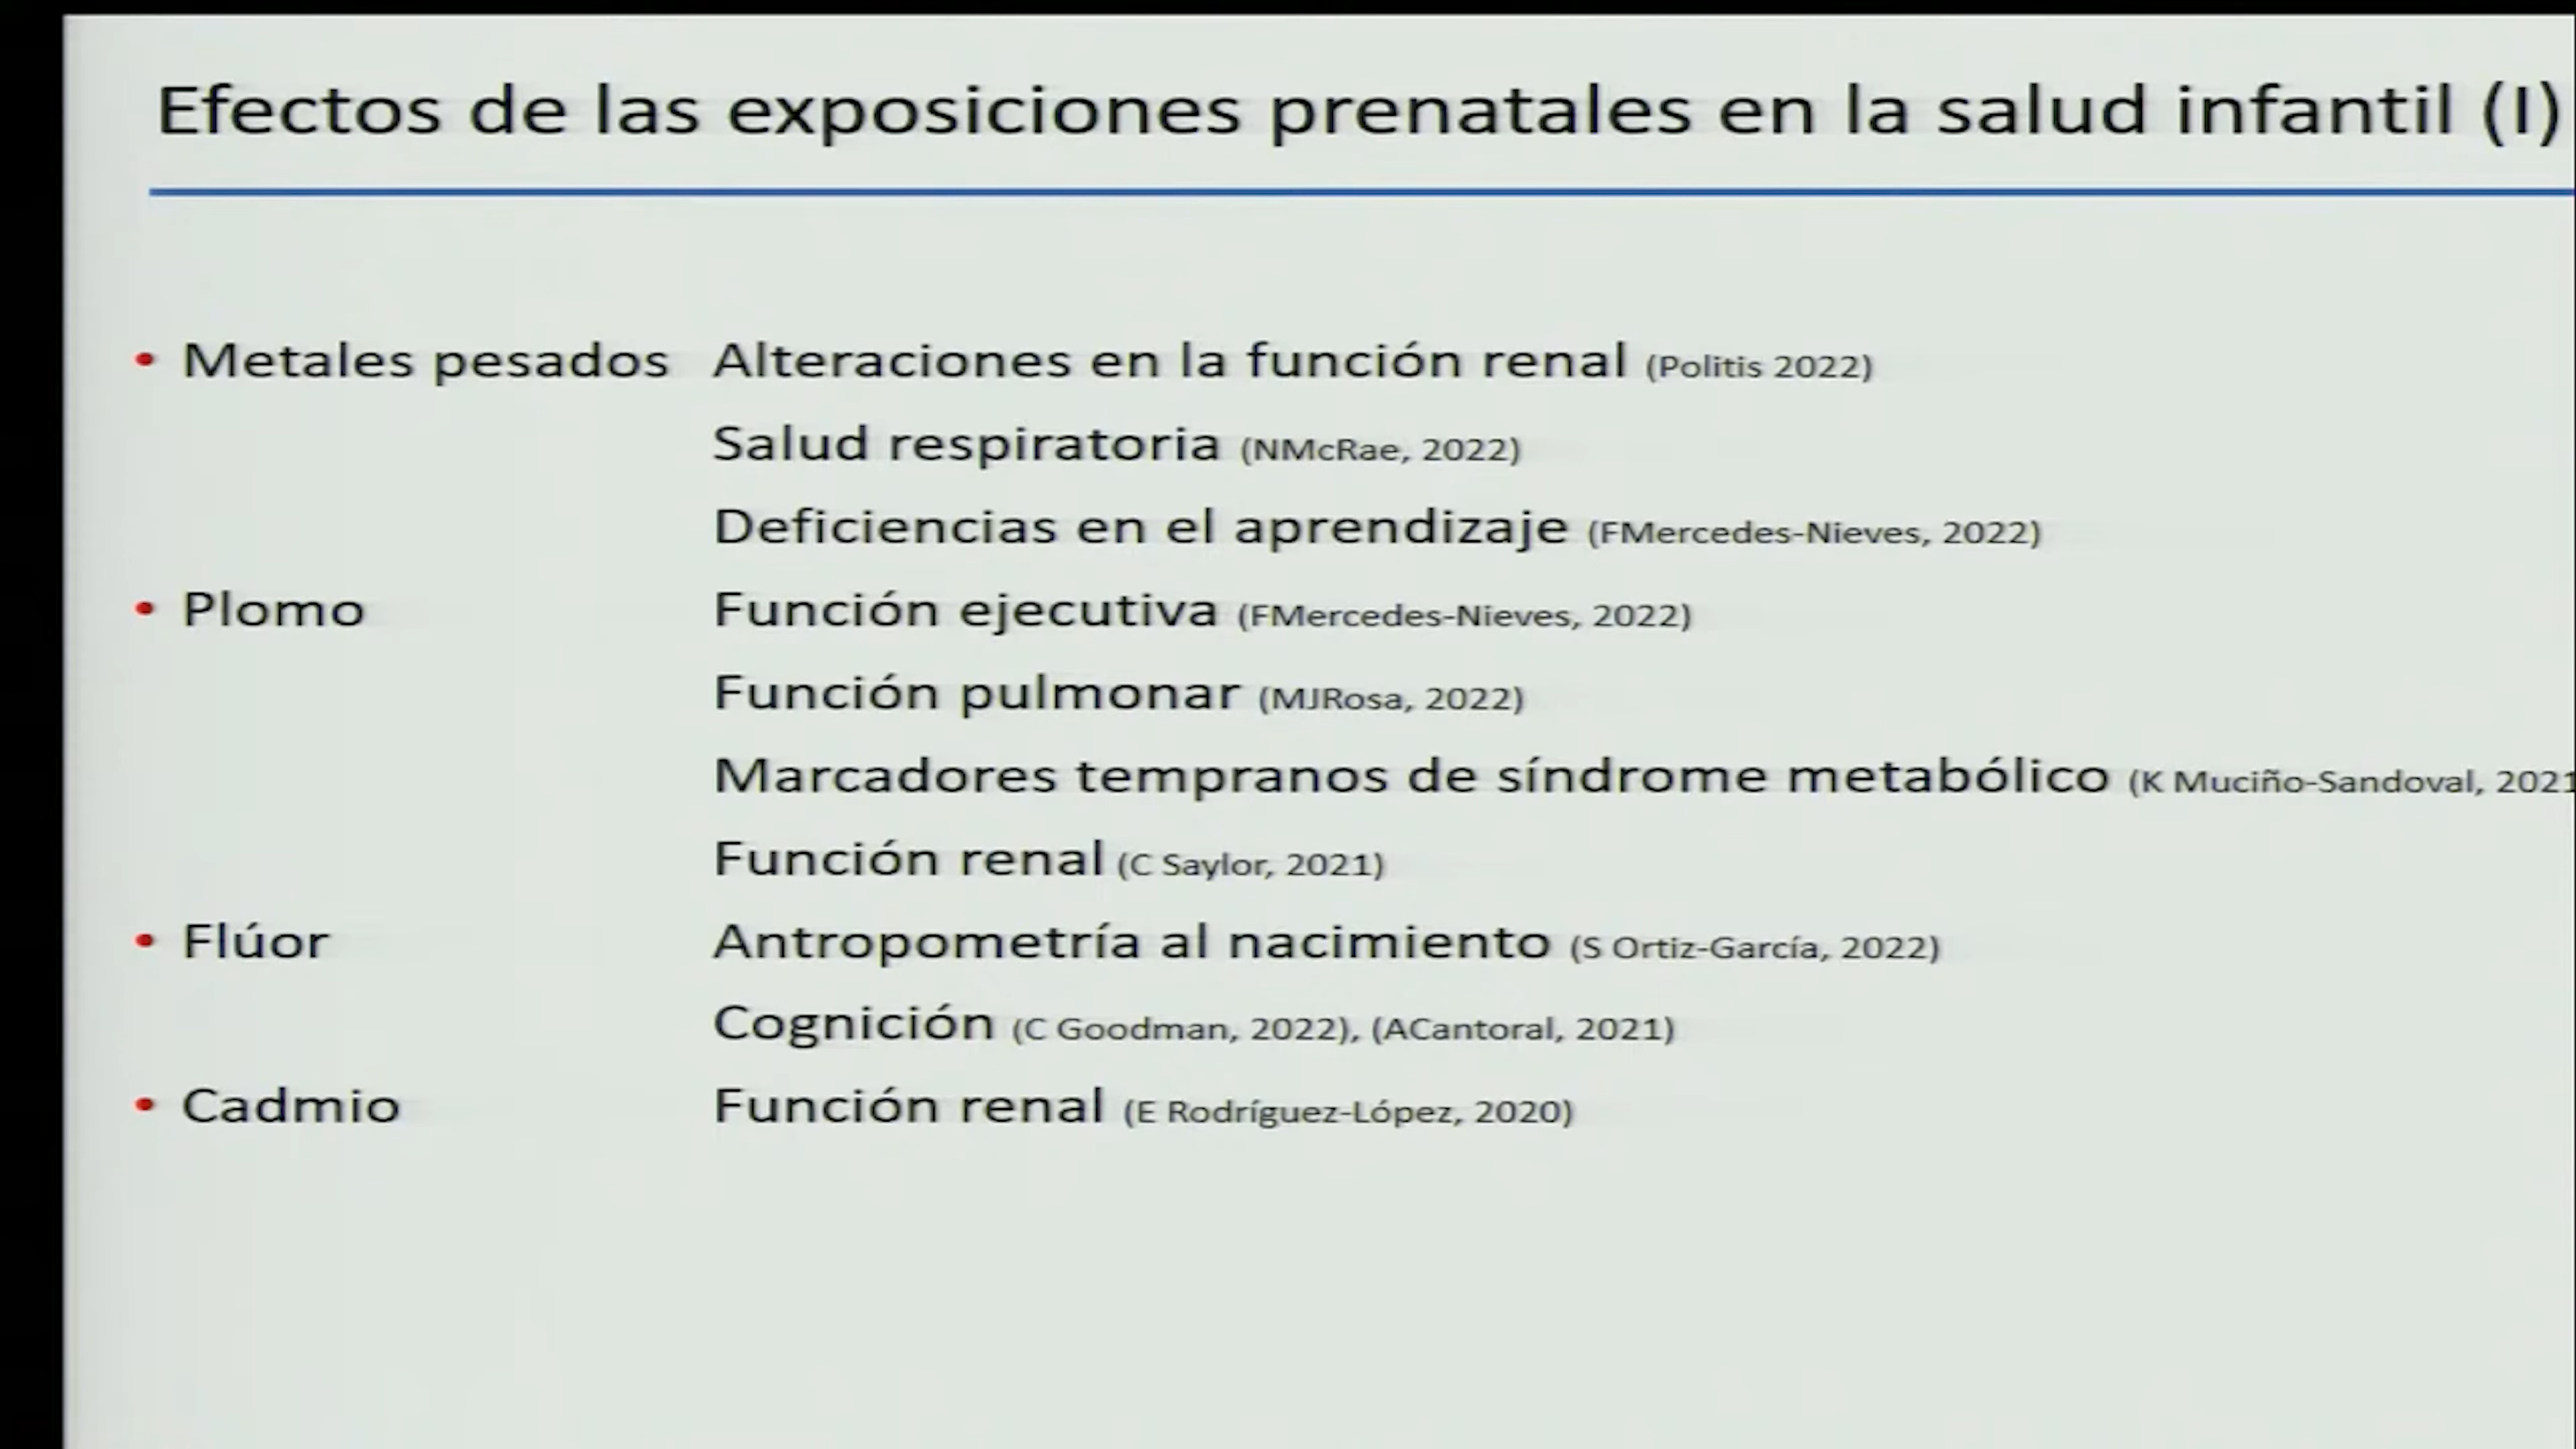 Efectos de las exposiciones prenatales en la salud infantil (I)
• Metales pesados Alteraciones en la función renal (Politis 2022)
Salud respiratoria (NMcRae, 2022)
Deficiencias en el aprendizaje (FMercedes-Nieves, 2022)
• Plomo Función ejecutiva (FMercedes-Nieves, 2022)
Función pulmonar (MJRosa, 2022)
Marcadores tempranos de síndrome metabólico (K Muciño-Sandoval, 2021
Función renal (C Saylor, 2021)
• Flúor Antropometría al nacimiento (S Ortiz-García, 2022)
Cognición (C Goodman, 2022), (ACantoral, 2021)
• Cadmio Función renal (E Rodríguez-López, 2020)